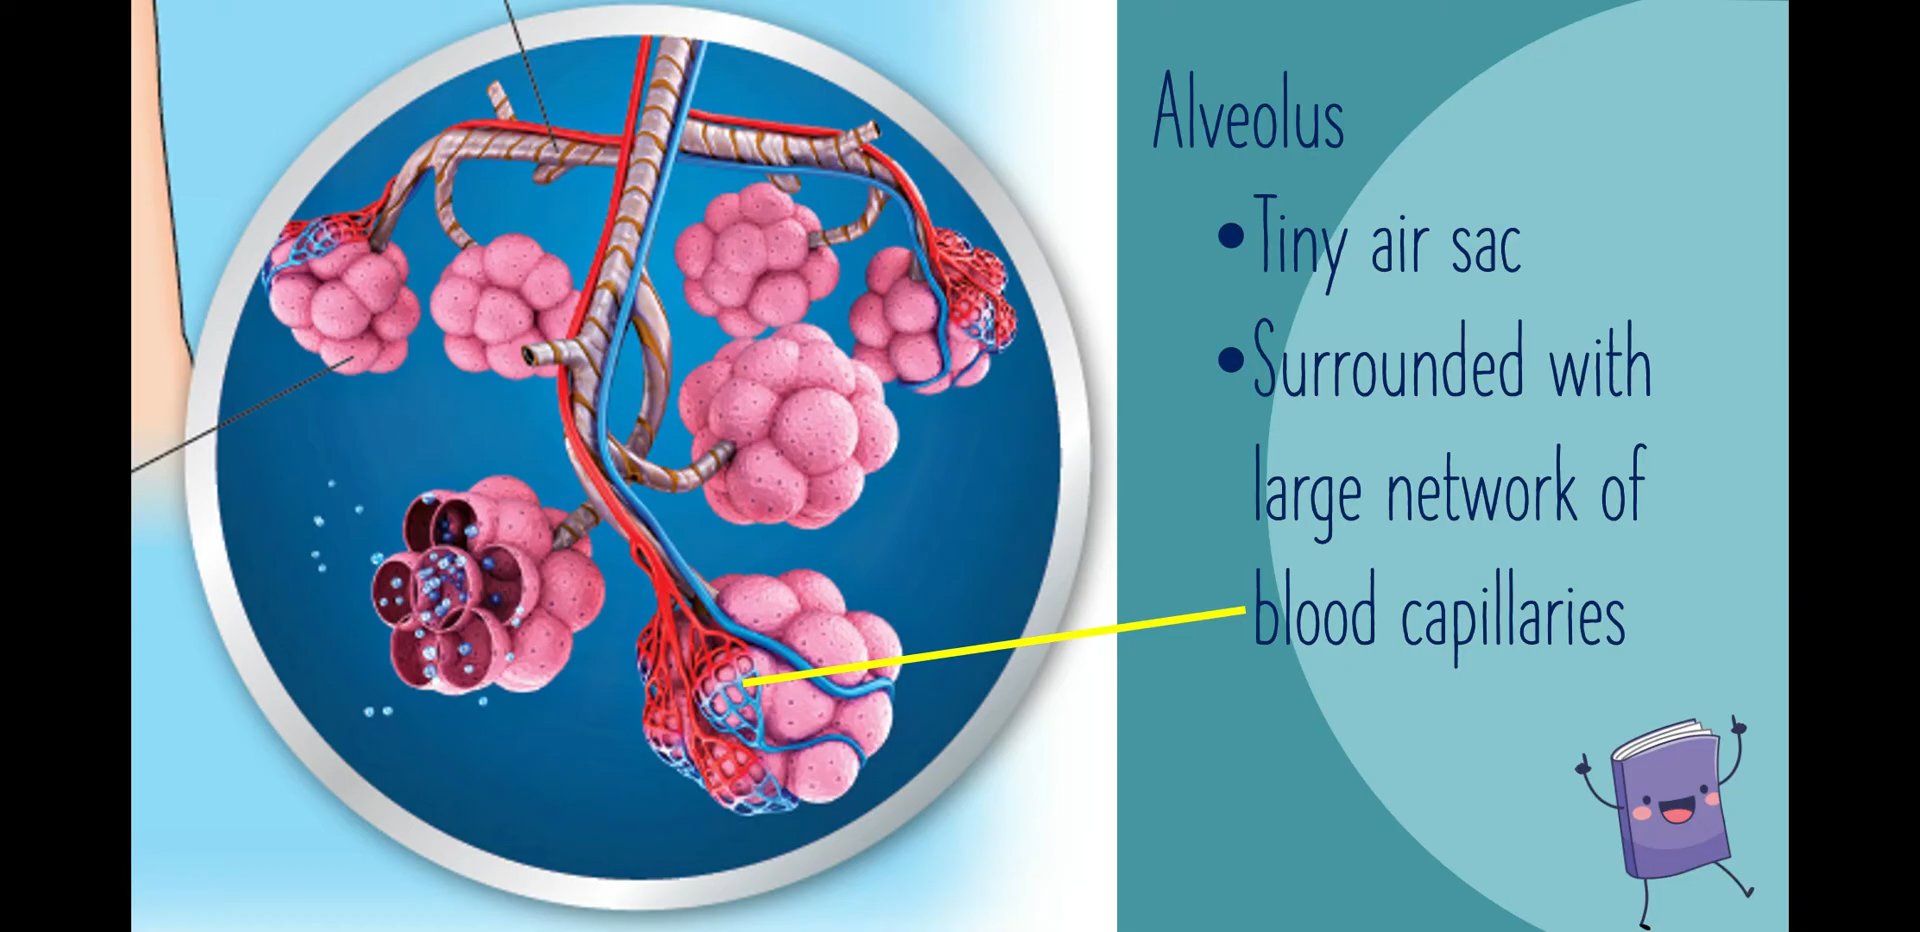 Alveolus
•Tiny air sac
•Surrounded with
large network of
blood capillaries